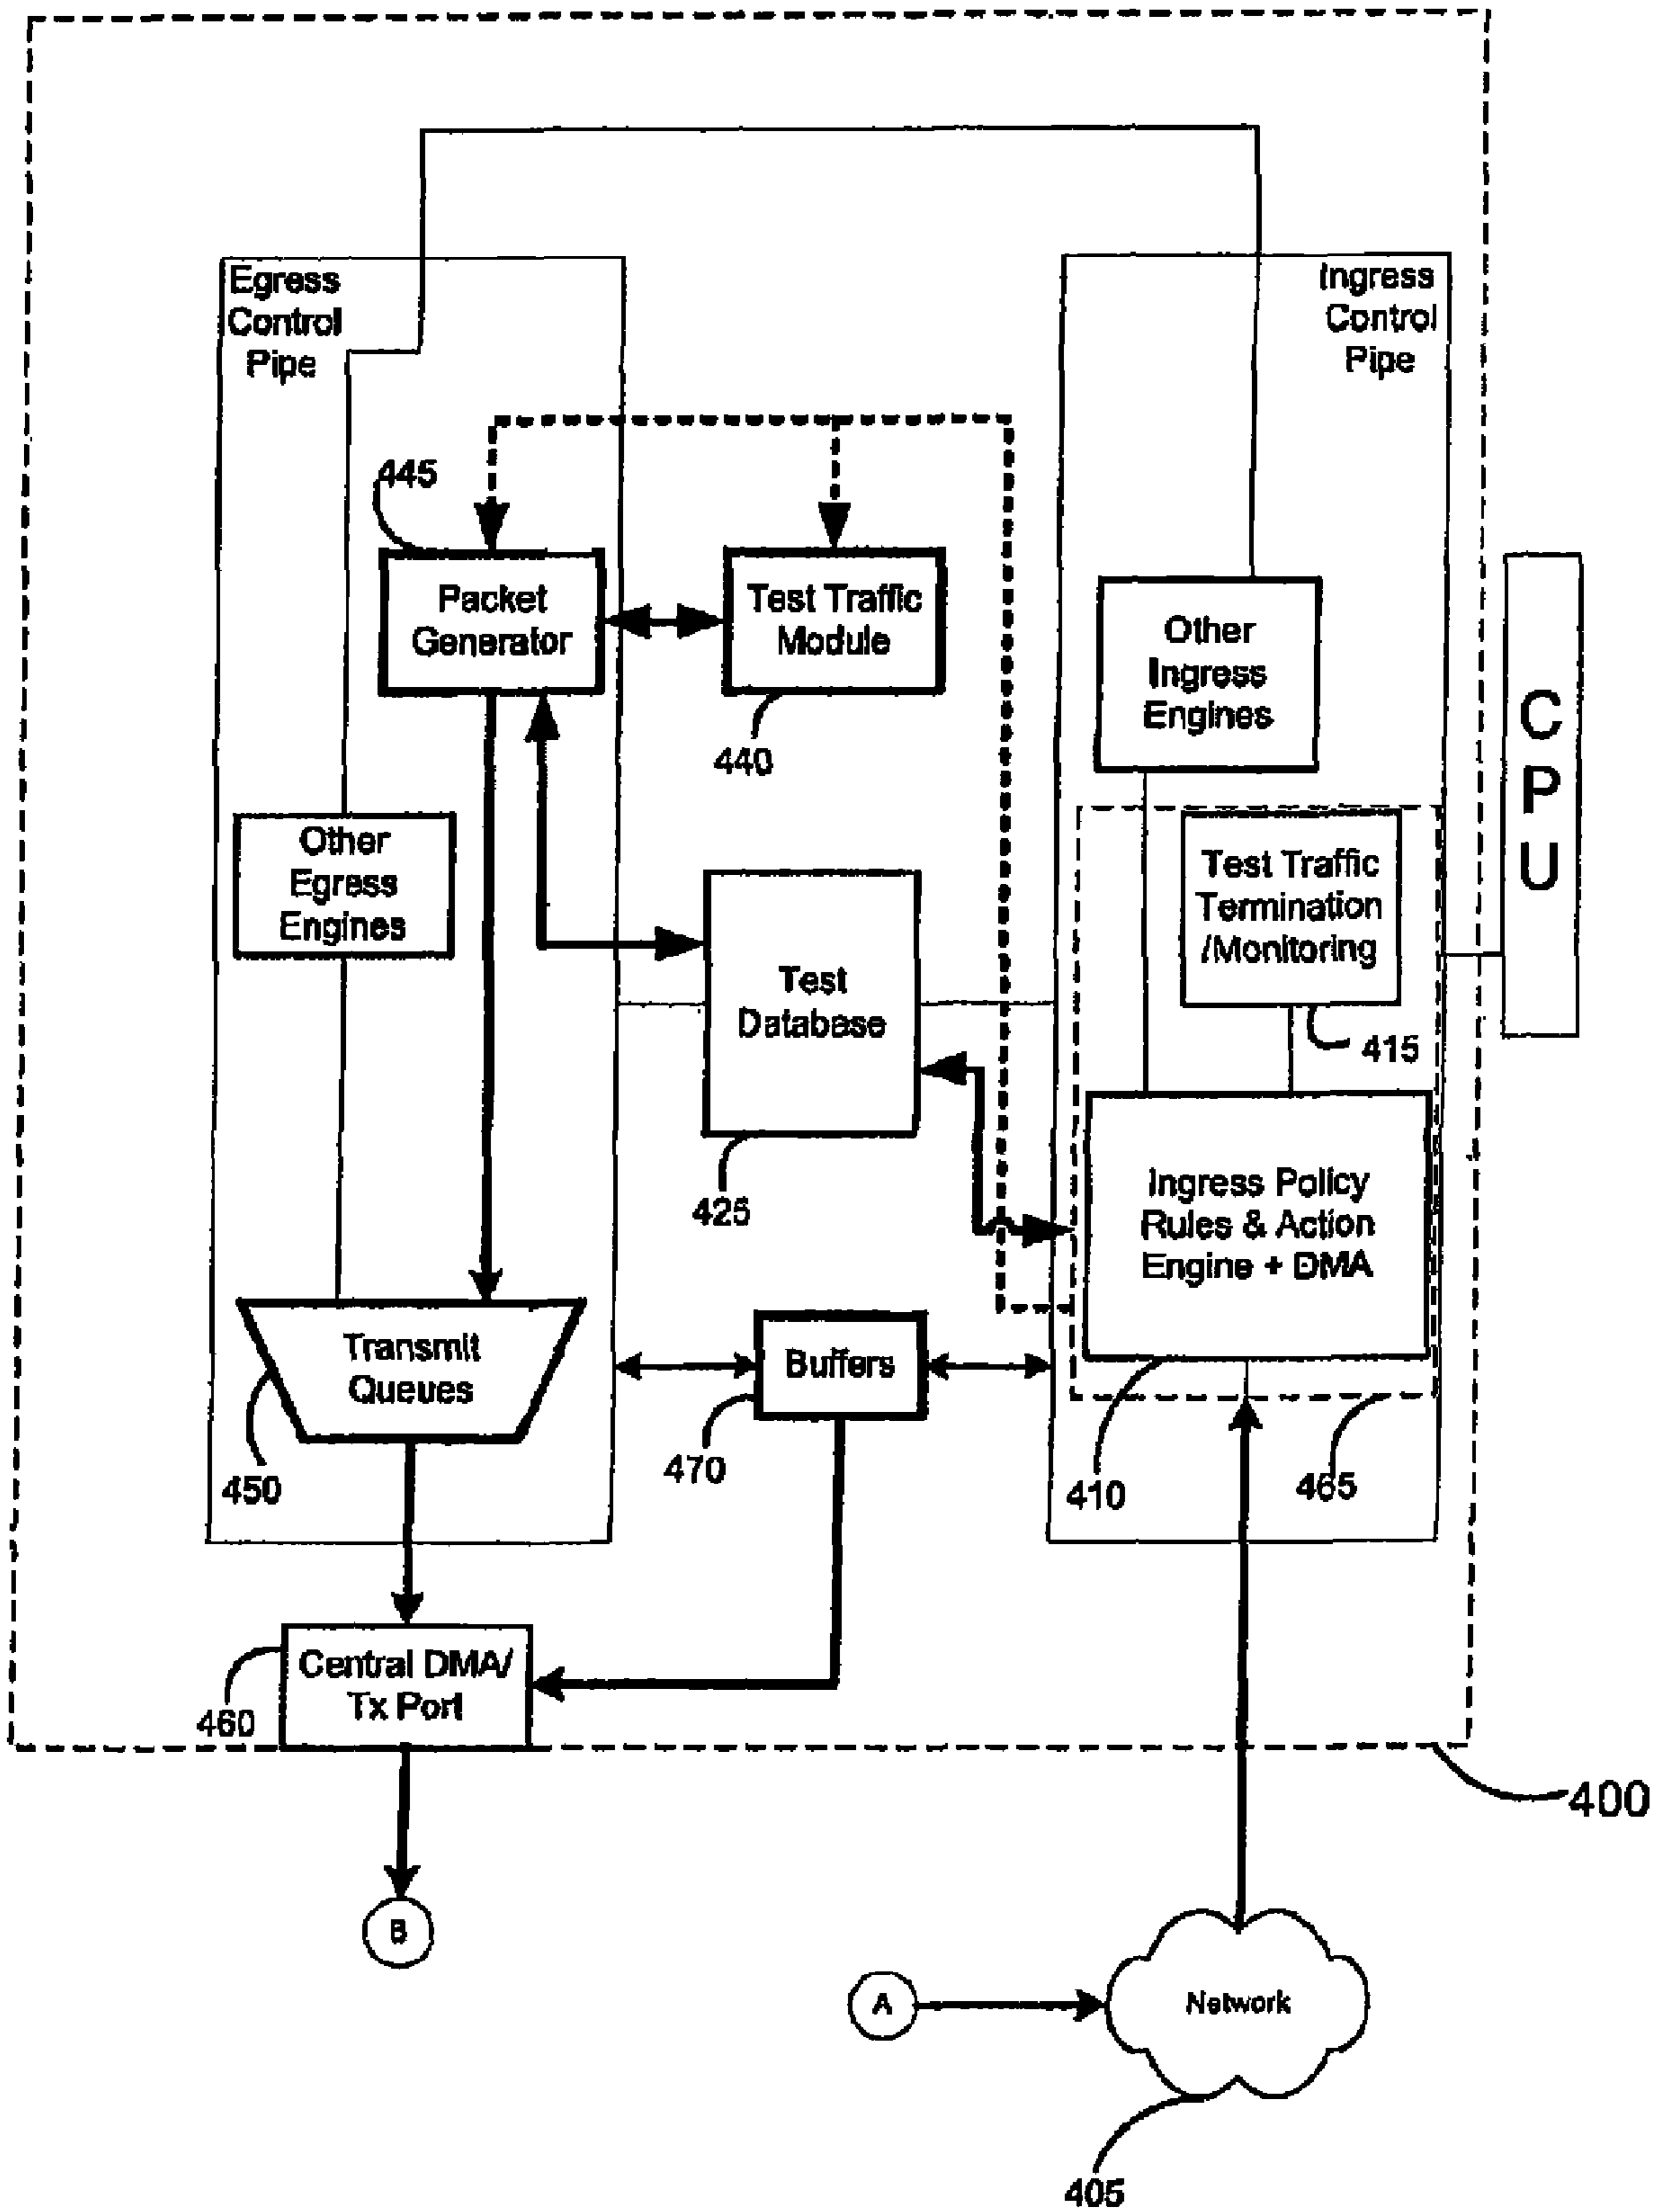 Egress
Control
Pipe
Ingress
Control
Pipe
445
Packet
Generator
Test Traffic
Module
440
Other
Ingress
Engines
C
P
U
Other
Egress
Engines
Test Traffic
Termination
/Monitoring
415
Test
Database
425
Ingress Policy
Rules & Action
Engine + DMA
Transmit
Queues
450
Buffers
470
410
465
Central DMA/
Tx Port
460
400
B
A
Network
405